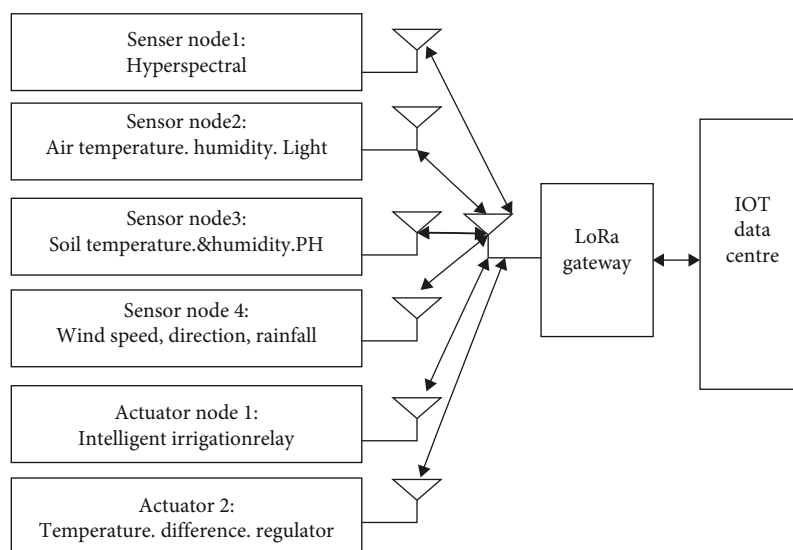 Senser node1:
Hyperspectral
Sensor node2:
Air temperature. humidity. Light
Sensor node3:
Soil temperature.&humidity.PH
Sensor node 4:
Wind speed, direction, rainfall
Actuator node 1:
Intelligent irrigationrelay
Actuator 2:
Temperature. difference. regulator
LoRa
gateway
IOT
data
centre